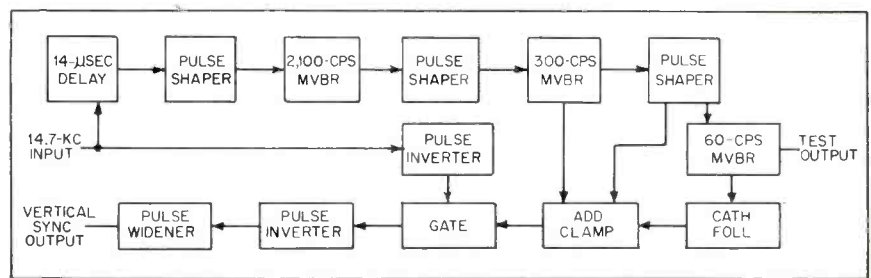 14-μSEC
DELAY
PULSE
SHAPER
2,100-CPS
MVBR
PULSE
SHAPER
300-CPS
MVBR
PULSE
SHAPER
14.7-KC
INPUT
PULSE
INVERTER
60-CPS
MVBR
TEST
OUTPUT
VERTICAL
SYNC
OUTPUT
PULSE
WIDENER
PULSE
INVERTER
GATE
ADD
CLAMP
CATH
FOLL